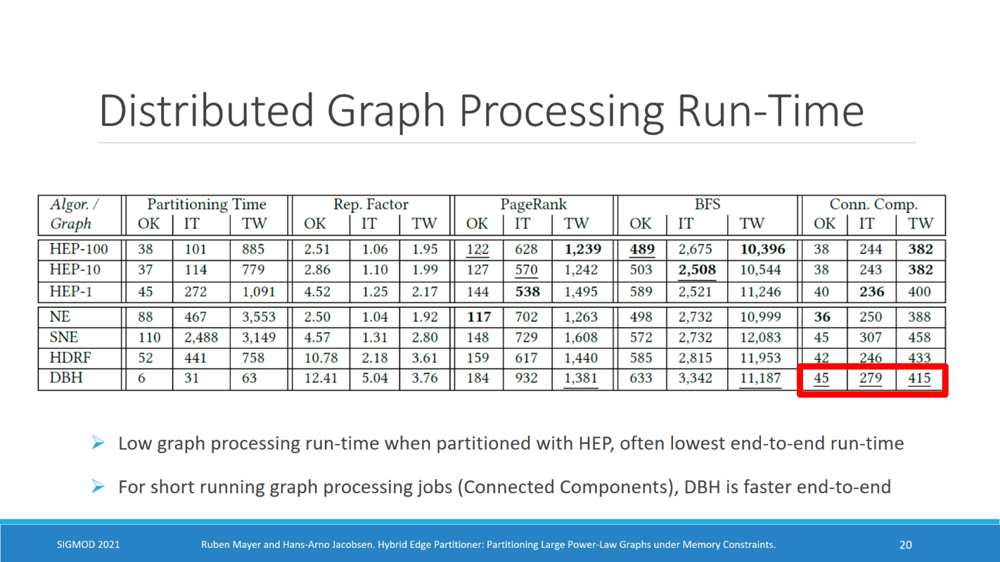 Distributed Graph Processing Run-Time
Algor. / Partitioning Time Rep. Factor PageRank BFS Conn. Comp.
Graph OK IT TW OK IT TW OK IT TW OK IT TW OK IT TW
HEP-100 38 101 885 2.51 1.06 1.95 122 628 1,239 489 2,675 10,396 38 244 382
HEP-10 37 114 779 2.86 1.10 1.99 127 570 1,242 503 2,508 10,544 38 243 382
HEP-1 45 272 1,091 4.52 1.25 2.17 144 538 1,495 589 2,521 11,246 40 236 400
NE 88 467 3,553 2.50 1.04 1.92 117 702 1,263 498 2,732 10,999 36 250 388
SNE 110 2,488 3,149 4.57 1.31 2.80 148 729 1,608 572 2,732 12,083 45 307 458
HDRF 52 441 758 10.78 2.18 3.61 159 617 1,440 585 2,815 11,953 42 246 433
DBH 6 31 63 12.41 5.04 3.76 184 932 1,381 633 3,342 11,187 45 279 415
Low graph processing run-time when partitioned with HEP, often lowest end-to-end run-time
For short running graph processing jobs (Connected Components), DBH is faster end-to-end
SIGMOD 2021 Ruben Mayer and Hans-Arno Jacobsen. Hybrid Edge Partitioner: Partitioning Large Power-Law Graphs under Memory Constraints. 20